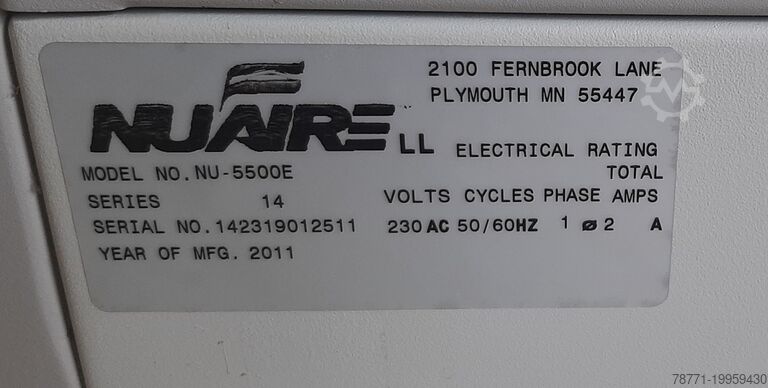 2100 FERNBROOK LANE
PLYMOUTH MN 55447
NUAIRE LL
ELECTRICAL RATING
MODEL NO. NU-5500E
TOTAL
SERIES 14
VOLTS CYCLES PHASE AMPS
SERIAL NO. 142319012511
230 AC 50/60HZ 1 ø 2 A
YEAR OF MFG. 2011
78771-19959430